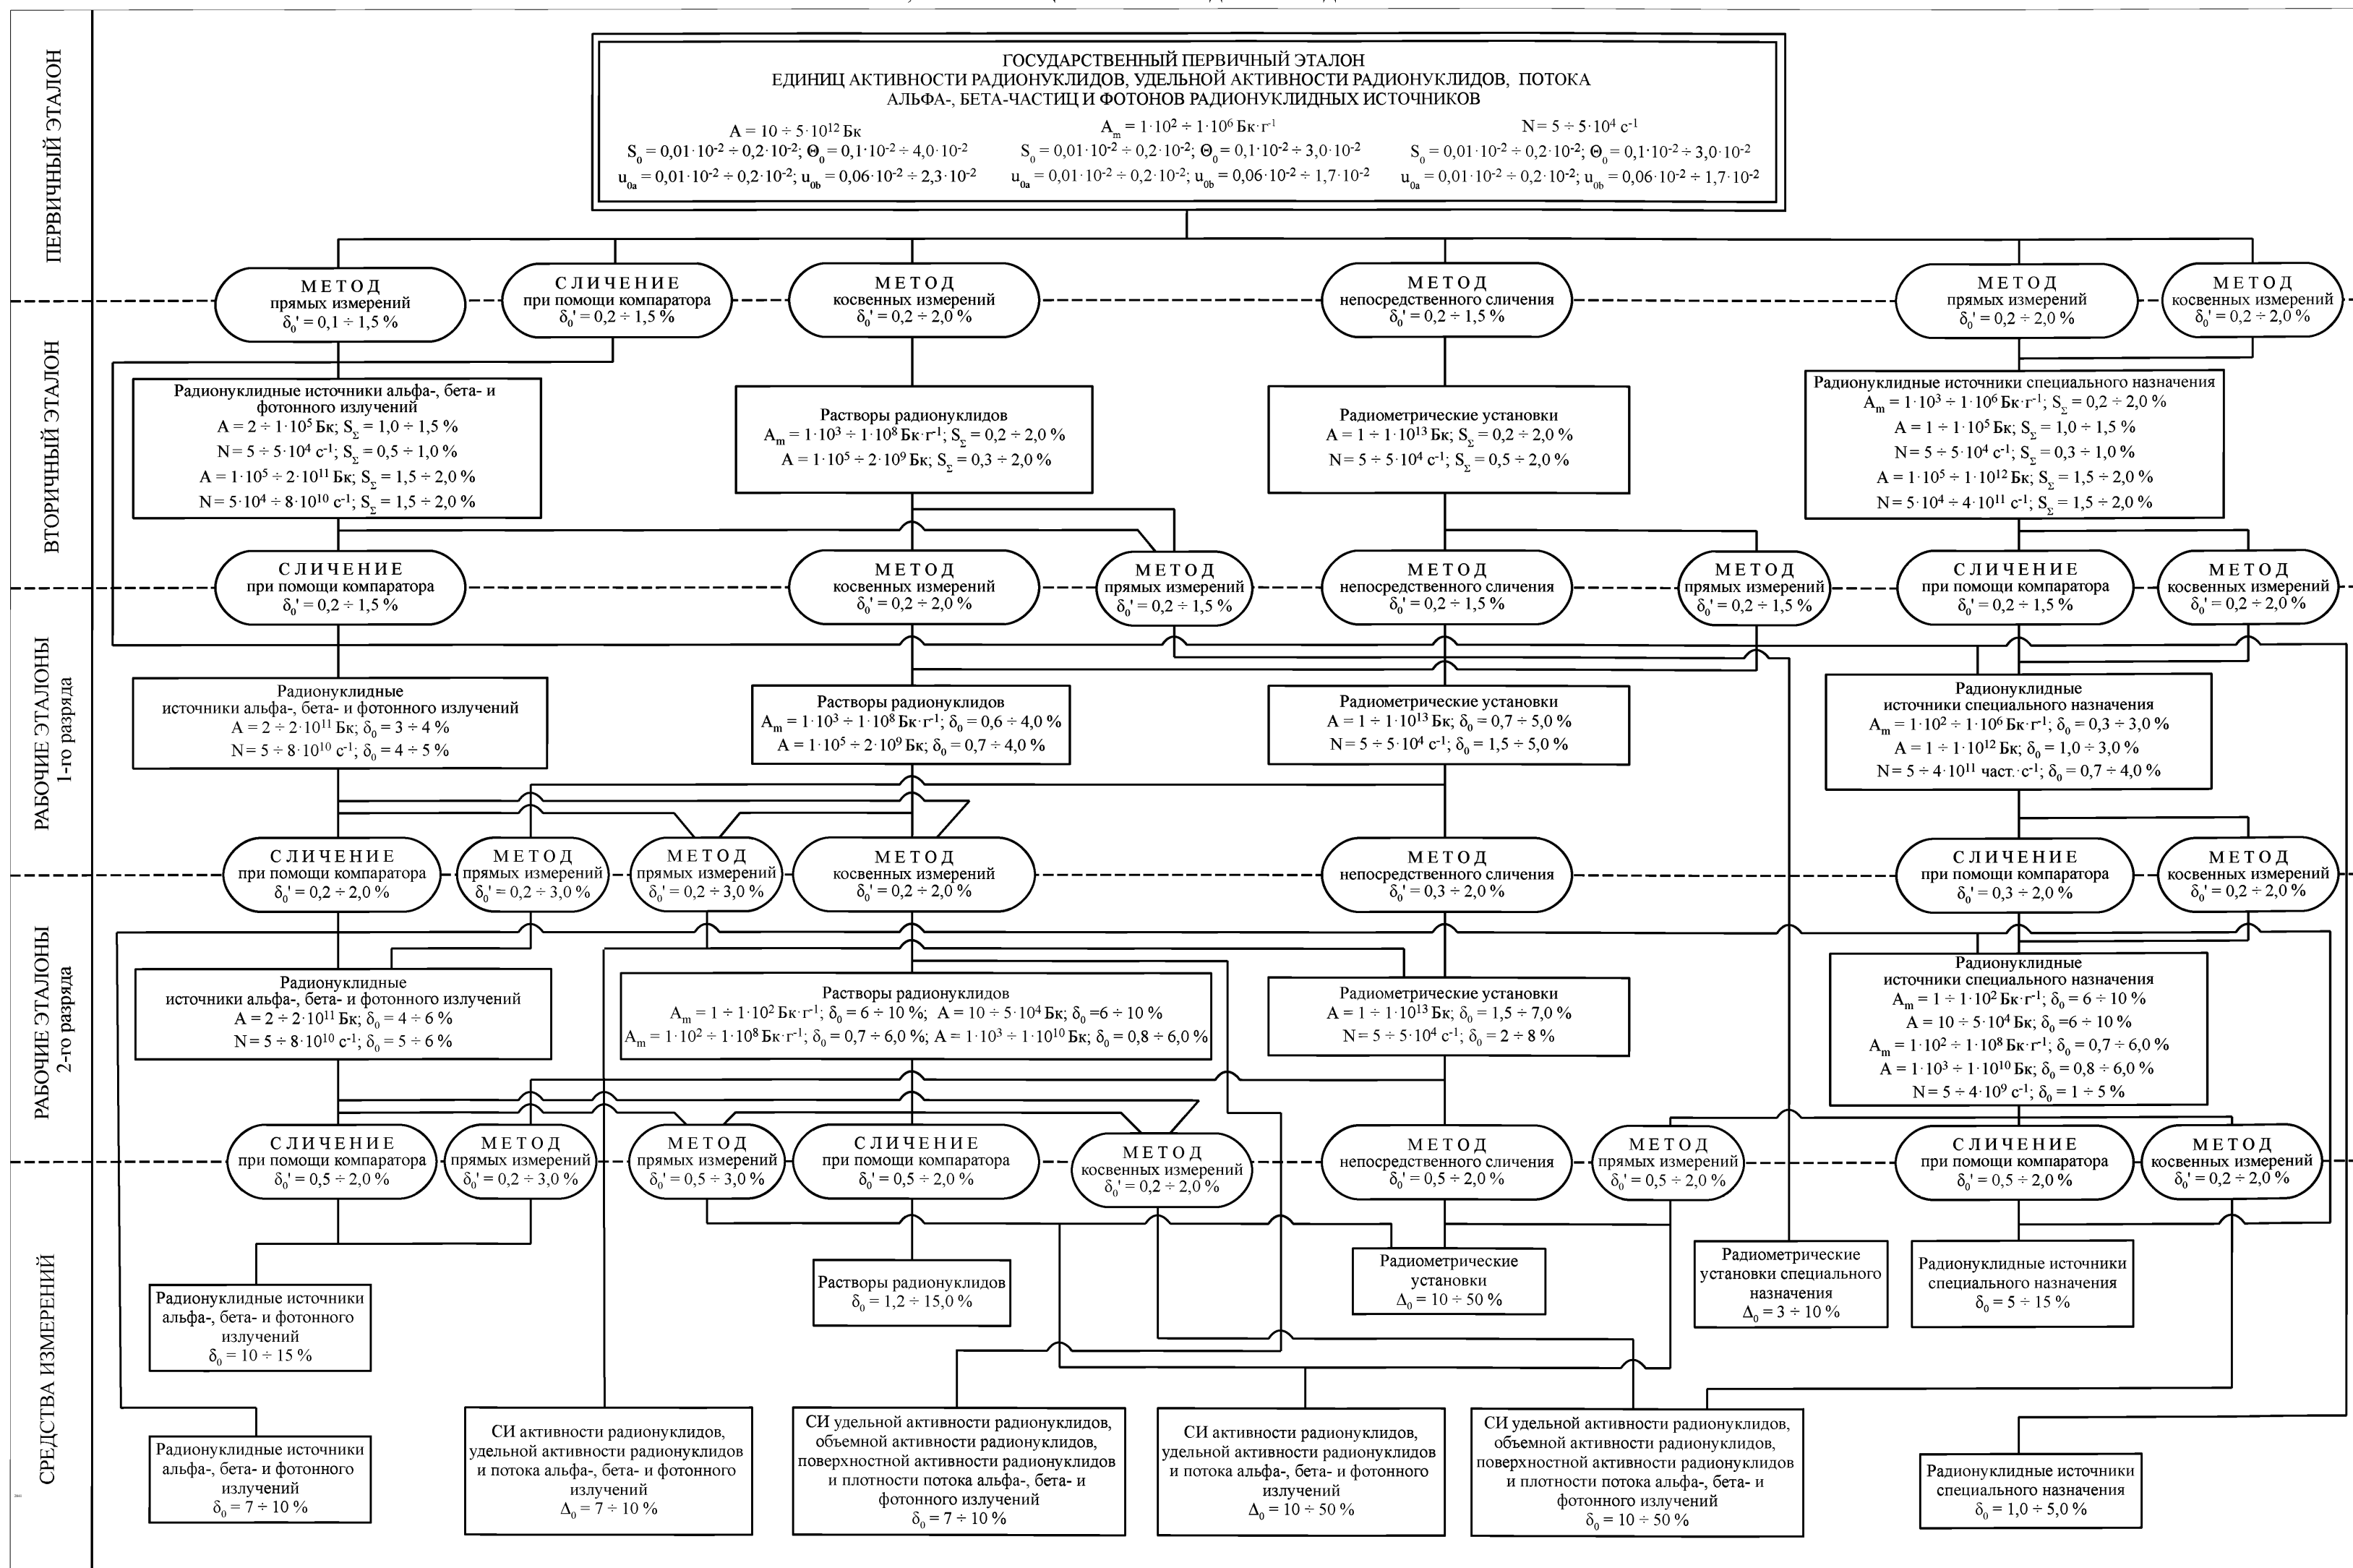 ПЕРВИЧНЫЙ ЭТАЛОН
ГОСУДАРСТВЕННЫЙ ПЕРВИЧНЫЙ ЭТАЛОН
ЕДИНИЦ АКТИВНОСТИ РАДИОНУКЛИДОВ, УДЕЛЬНОЙ АКТИВНОСТИ РАДИОНУКЛИДОВ, ПОТОКА
АЛЬФА-, БЕТА-ЧАСТИЦ И ФОТОНОВ РАДИОНУКЛИДНЫХ ИСТОЧНИКОВ
A = 10 ÷ 5·10¹² Бк
S₀ = 0,01·10⁻² ÷ 0,2·10⁻²; Θ₀ = 0,1·10⁻² ÷ 4,0·10⁻²
u₀ₐ = 0,01·10⁻² ÷ 0,2·10⁻²; u₀b = 0,06·10⁻² ÷ 2,3·10⁻²
Aₘ = 1·10² ÷ 1·10⁶ Бк·г⁻¹
S₀ = 0,01·10⁻² ÷ 0,2·10⁻²; Θ₀ = 0,1·10⁻² ÷ 3,0·10⁻²
u₀ₐ = 0,01·10⁻² ÷ 0,2·10⁻²; u₀b = 0,06·10⁻² ÷ 1,7·10⁻²
N = 5 ÷ 5·10⁴ с⁻¹
S₀ = 0,01·10⁻² ÷ 0,2·10⁻²; Θ₀ = 0,1·10⁻² ÷ 3,0·10⁻²
u₀ₐ = 0,01·10⁻² ÷ 0,2·10⁻²; u₀b = 0,06·10⁻² ÷ 1,7·10⁻²
МЕТОД
прямых измерений
δ₀' = 0,1 ÷ 1,5 %
СЛИЧЕНИЕ
при помощи компаратора
δ₀' = 0,2 ÷ 1,5 %
МЕТОД
косвенных измерений
δ₀' = 0,2 ÷ 2,0 %
МЕТОД
непосредственного сличения
δ₀' = 0,2 ÷ 1,5 %
МЕТОД
прямых измерений
δ₀' = 0,2 ÷ 2,0 %
МЕТОД
косвенных измерений
δ₀' = 0,2 ÷ 2,0 %
ВТОРИЧНЫЙ ЭТАЛОН
Радионуклидные источники альфа-, бета- и
фотонного излучений
A = 2 ÷ 1·10⁵ Бк; S_Σ = 1,0 ÷ 1,5 %
N = 5 ÷ 5·10⁴ с⁻¹; S_Σ = 0,5 ÷ 1,0 %
A = 1·10⁵ ÷ 2·10¹¹ Бк; S_Σ = 1,5 ÷ 2,0 %
N = 5·10⁴ ÷ 8·10¹⁰ с⁻¹; S_Σ = 1,5 ÷ 2,0 %
Растворы радионуклидов
Aₘ = 1·10³ ÷ 1·10⁸ Бк·г⁻¹; S_Σ = 0,2 ÷ 2,0 %
A = 1·10⁵ ÷ 2·10⁹ Бк; S_Σ = 0,3 ÷ 2,0 %
Радиометрические установки
A = 1 ÷ 1·10¹³ Бк; S_Σ = 0,2 ÷ 2,0 %
N = 5 ÷ 5·10⁴ с⁻¹; S_Σ = 0,5 ÷ 2,0 %
Радионуклидные источники специального назначения
Aₘ = 1·10³ ÷ 1·10⁶ Бк·г⁻¹; S_Σ = 0,2 ÷ 2,0 %
A = 1 ÷ 1·10⁵ Бк; S_Σ = 1,0 ÷ 1,5 %
N = 5 ÷ 5·10⁴ с⁻¹; S_Σ = 0,3 ÷ 1,0 %
A = 1·10⁵ ÷ 1·10¹² Бк; S_Σ = 1,5 ÷ 2,0 %
N = 5·10⁴ ÷ 4·10¹¹ с⁻¹; S_Σ = 1,5 ÷ 2,0 %
СЛИЧЕНИЕ
при помощи компаратора
δ₀' = 0,2 ÷ 1,5 %
МЕТОД
косвенных измерений
δ₀' = 0,2 ÷ 2,0 %
МЕТОД
прямых измерений
δ₀' = 0,2 ÷ 1,5 %
МЕТОД
непосредственного сличения
δ₀' = 0,2 ÷ 1,5 %
МЕТОД
прямых измерений
δ₀' = 0,2 ÷ 1,5 %
СЛИЧЕНИЕ
при помощи компаратора
δ₀' = 0,2 ÷ 1,5 %
МЕТОД
косвенных измерений
δ₀' = 0,2 ÷ 2,0 %
РАБОЧИЕ ЭТАЛОНЫ
1-го разряда
Радионуклидные
источники альфа-, бета- и фотонного излучений
A = 2 ÷ 2·10¹¹ Бк; δ₀ = 3 ÷ 4 %
N = 5 ÷ 8·10¹⁰ с⁻¹; δ₀ = 4 ÷ 5 %
Растворы радионуклидов
Aₘ = 1·10³ ÷ 1·10⁸ Бк·г⁻¹; δ₀ = 0,6 ÷ 4,0 %
A = 1·10⁵ ÷ 2·10⁹ Бк; δ₀ = 0,7 ÷ 4,0 %
Радиометрические установки
A = 1 ÷ 1·10¹³ Бк; δ₀ = 0,7 ÷ 5,0 %
N = 5 ÷ 5·10⁴ с⁻¹; δ₀ = 1,5 ÷ 5,0 %
Радионуклидные
источники специального назначения
Aₘ = 1·10² ÷ 1·10⁶ Бк·г⁻¹; δ₀ = 0,3 ÷ 3,0 %
A = 1 ÷ 1·10¹² Бк; δ₀ = 1,0 ÷ 3,0 %
N = 5 ÷ 4·10¹¹ част.·с⁻¹; δ₀ = 0,7 ÷ 4,0 %
СЛИЧЕНИЕ
при помощи компаратора
δ₀' = 0,2 ÷ 2,0 %
МЕТОД
прямых измерений
δ₀' = 0,2 ÷ 3,0 %
МЕТОД
прямых измерений
δ₀' = 0,2 ÷ 3,0 %
МЕТОД
косвенных измерений
δ₀' = 0,2 ÷ 2,0 %
МЕТОД
непосредственного сличения
δ₀' = 0,3 ÷ 2,0 %
СЛИЧЕНИЕ
при помощи компаратора
δ₀' = 0,3 ÷ 2,0 %
МЕТОД
косвенных измерений
δ₀' = 0,2 ÷ 2,0 %
РАБОЧИЕ ЭТАЛОНЫ
2-го разряда
Радионуклидные
источники альфа-, бета- и фотонного излучений
A = 2 ÷ 2·10¹¹ Бк; δ₀ = 4 ÷ 6 %
N = 5 ÷ 8·10¹⁰ с⁻¹; δ₀ = 5 ÷ 6 %
Растворы радионуклидов
Aₘ = 1 ÷ 1·10² Бк·г⁻¹; δ₀ = 6 ÷ 10 %; A = 10 ÷ 5·10⁴ Бк; δ₀ =6 ÷ 10 %
Aₘ = 1·10² ÷ 1·10⁸ Бк·г⁻¹; δ₀ = 0,7 ÷ 6,0 %; A = 1·10³ ÷ 1·10¹⁰ Бк; δ₀ = 0,8 ÷ 6,0 %
Радиометрические установки
A = 1 ÷ 1·10¹³ Бк; δ₀ = 1,5 ÷ 7,0 %
N = 5 ÷ 5·10⁴ с⁻¹; δ₀ = 2 ÷ 8 %
Радионуклидные
источники специального назначения
Aₘ = 1 ÷ 1·10² Бк·г⁻¹; δ₀ = 6 ÷ 10 %
A = 10 ÷ 5·10⁴ Бк; δ₀ =6 ÷ 10 %
Aₘ = 1·10² ÷ 1·10⁸ Бк·г⁻¹; δ₀ = 0,7 ÷ 6,0 %
A = 1·10³ ÷ 1·10¹⁰ Бк; δ₀ = 0,8 ÷ 6,0 %
N = 5 ÷ 4·10⁹ с⁻¹; δ₀ = 1 ÷ 5 %
СЛИЧЕНИЕ
при помощи компаратора
δ₀' = 0,5 ÷ 2,0 %
МЕТОД
прямых измерений
δ₀' = 0,2 ÷ 3,0 %
МЕТОД
прямых измерений
δ₀' = 0,5 ÷ 3,0 %
СЛИЧЕНИЕ
при помощи компаратора
δ₀' = 0,5 ÷ 2,0 %
МЕТОД
косвенных измерений
δ₀' = 0,2 ÷ 2,0 %
МЕТОД
непосредственного сличения
δ₀' = 0,5 ÷ 2,0 %
МЕТОД
прямых измерений
δ₀' = 0,5 ÷ 2,0 %
СЛИЧЕНИЕ
при помощи компаратора
δ₀' = 0,5 ÷ 2,0 %
МЕТОД
косвенных измерений
δ₀' = 0,2 ÷ 2,0 %
СРЕДСТВА ИЗМЕРЕНИЙ
Радионуклидные источники
альфа-, бета- и фотонного
излучений
δ₀ = 10 ÷ 15 %
Растворы радионуклидов
δ₀ = 1,2 ÷ 15,0 %
Радиометрические
установки
Δ₀ = 10 ÷ 50 %
Радиометрические
установки специального
назначения
Δ₀ = 3 ÷ 10 %
Радионуклидные источники
специального назначения
δ₀ = 5 ÷ 15 %
Радионуклидные источники
альфа-, бета- и фотонного
излучений
δ₀ = 7 ÷ 10 %
СИ активности радионуклидов,
удельной активности радионуклидов
и потока альфа-, бета- и фотонного
излучений
Δ₀ = 7 ÷ 10 %
СИ удельной активности радионуклидов,
объемной активности радионуклидов,
поверхностной активности радионуклидов
и плотности потока альфа-, бета- и
фотонного излучений
δ₀ = 7 ÷ 10 %
СИ активности радионуклидов,
удельной активности радионуклидов
и потока альфа-, бета- и фотонного
излучений
Δ₀ = 10 ÷ 50 %
СИ удельной активности радионуклидов,
объемной активности радионуклидов,
поверхностной активности радионуклидов
и плотности потока альфа-, бета- и
фотонного излучений
δ₀ = 10 ÷ 50 %
Радионуклидные источники
специального назначения
δ₀ = 1,0 ÷ 5,0 %